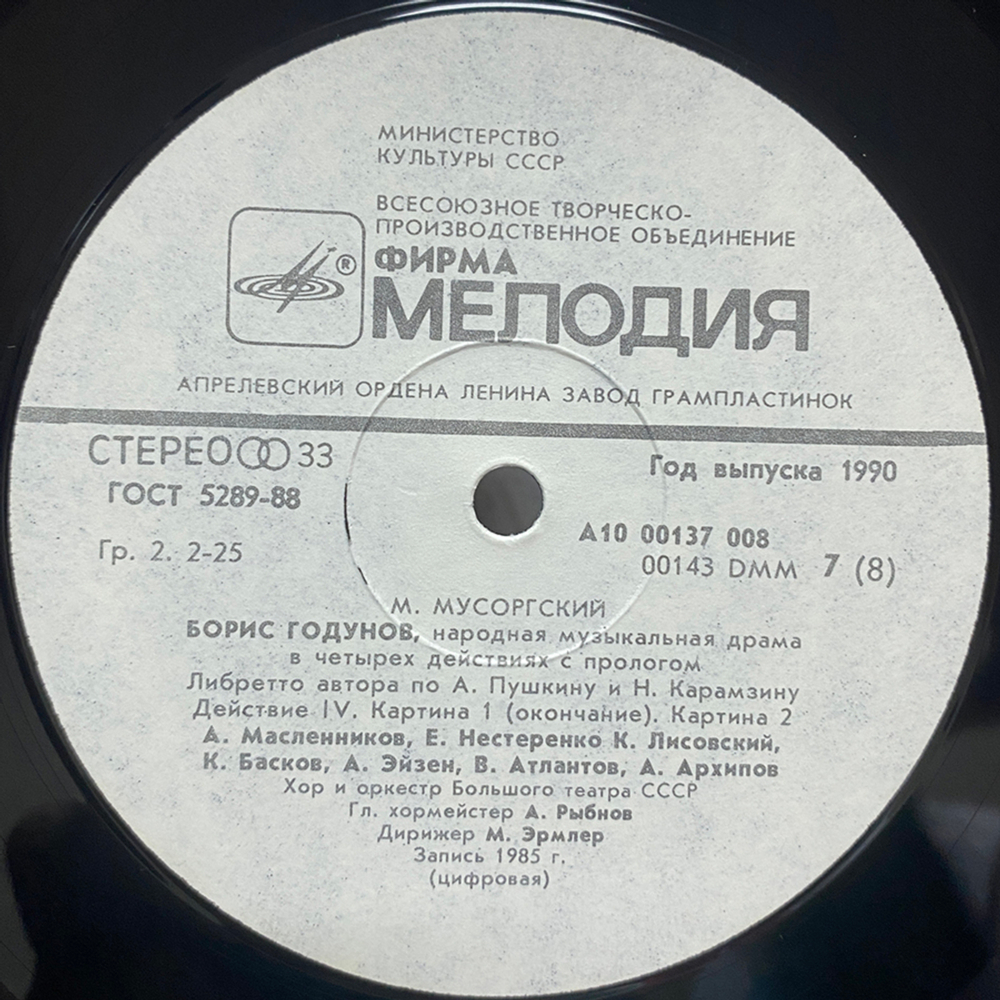 МИНИСТЕРСТВО
КУЛЬТУРЫ СССР
ВСЕСОЮЗНОЕ ТВОРЧЕСКО-
ПРОИЗВОДСТВЕННОЕ ОБЪЕДИНЕНИЕ
ФИРМА
®
МЕЛОДИЯ
АПРЕЛЕВСКИЙ ОРДЕНА ЛЕНИНА ЗАВОД ГРАМПЛАСТИНОК
СТЕРЕО 33
Год выпуска 1990
ГОСТ 5289-88
А10 00137 008
Гр. 2. 2-25
00143 DMM 7 (8)
М. МУСОРГСКИЙ
БОРИС ГОДУНОВ, народная музыкальная драма
в четырех действиях с прологом
Либретто автора по А. Пушкину и Н. Карамзину
Действие IV. Картина 1 (окончание). Картина 2
А. Масленников, Е. Нестеренко К. Лисовский,
К. Басков, А. Эйзен, В. Атлантов, А. Архипов
Хор и оркестр Большого театра СССР
Гл. хормейстер А. Рыбнов
Дирижер М. Эрмлер
Запись 1985 г.
(цифровая)